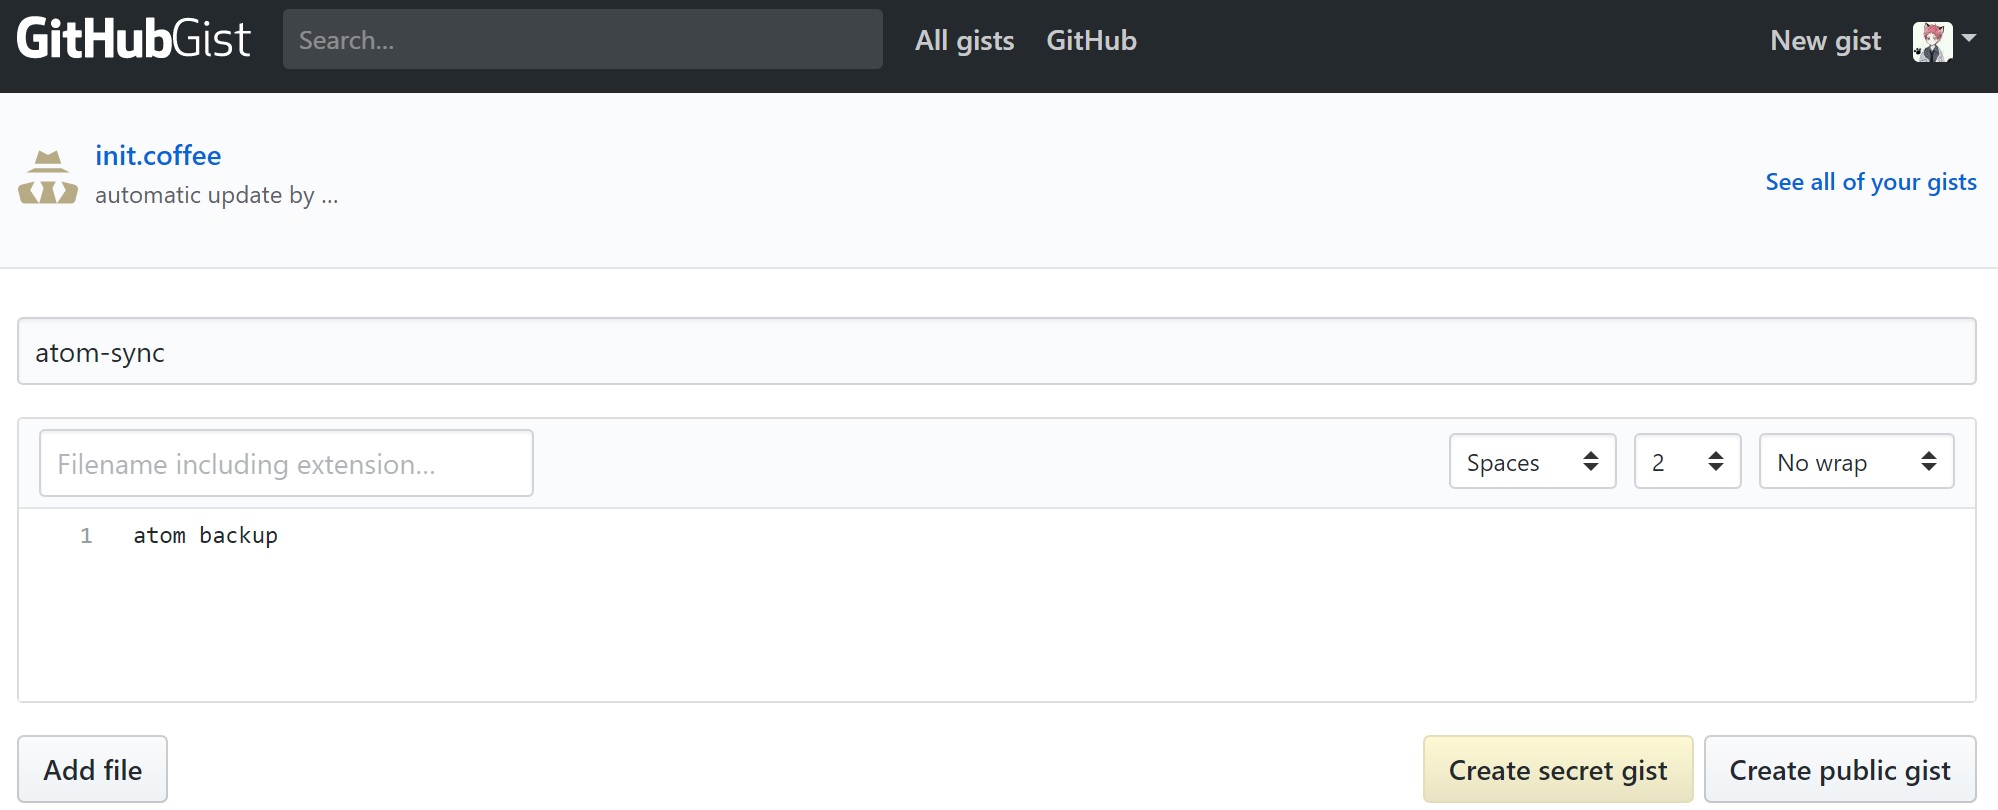 GitHubGist Search... All gists GitHub New gist
init.coffee
automatic update by ...
See all of your gists
atom-sync
Filename including extension... Spaces 2 No wrap
1 atom backup
Add file Create secret gist Create public gist